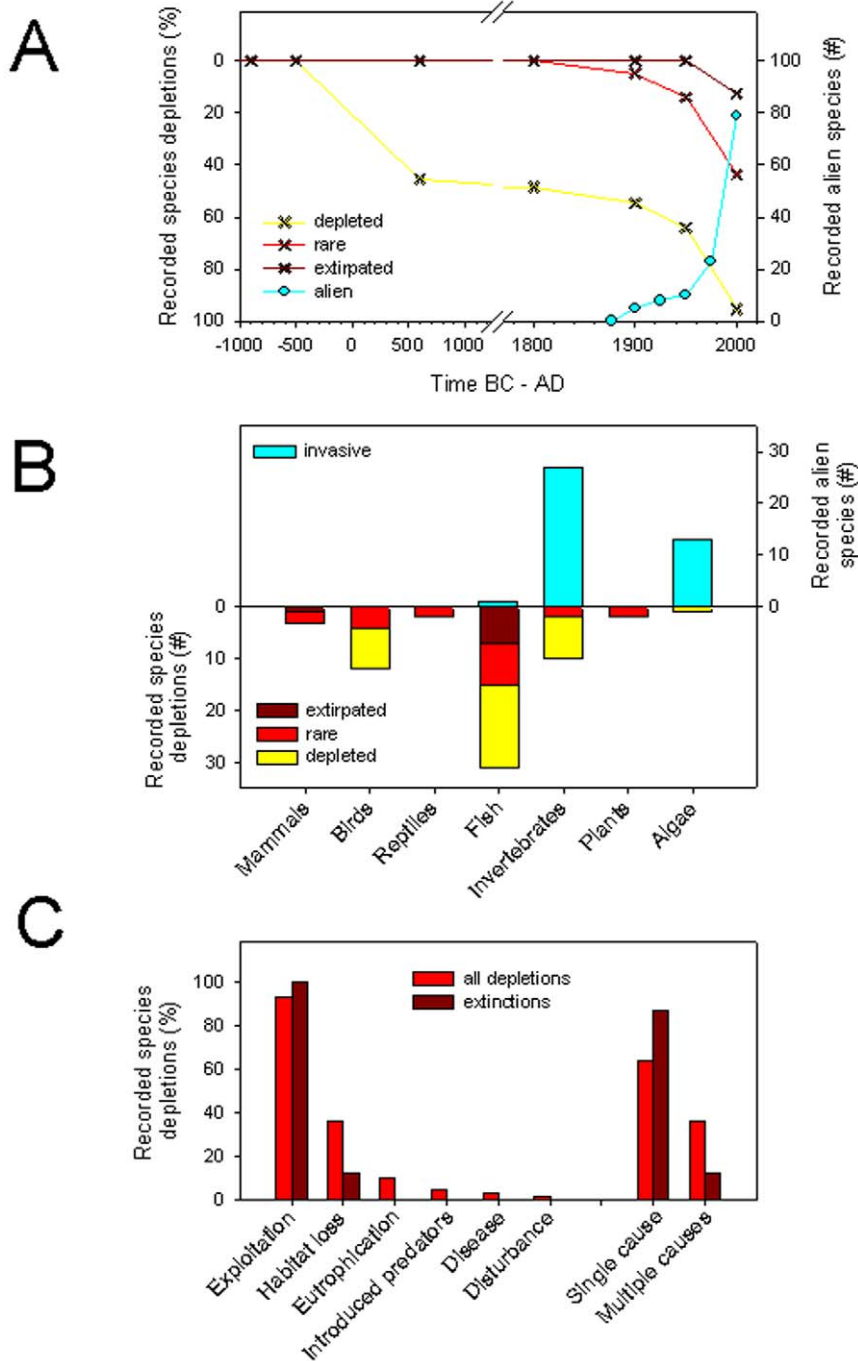 A
Recorded species depletions (%)
0
20
40
60
80
100
100
80
60
40
20
0
Recorded alien species (#)
depleted
rare
extirpated
alien
-1000 -500 0 500 1000 1800 1900 2000
Time BC - AD
B
invasive
30
20
10
0
Recorded alien
species (#)
0
10
20
30
Recorded species
depletions (#)
extirpated
rare
depleted
Mammals
Birds
Reptiles
Fish
Invertebrates
Plants
Algae
C
Recorded species
depletions (%)
100
80
60
40
20
0
all depletions
extinctions
Exploitation
Habitat loss
Eutrophication
Introduced predators
Disease
Disturbance
Single cause
Multiple causes